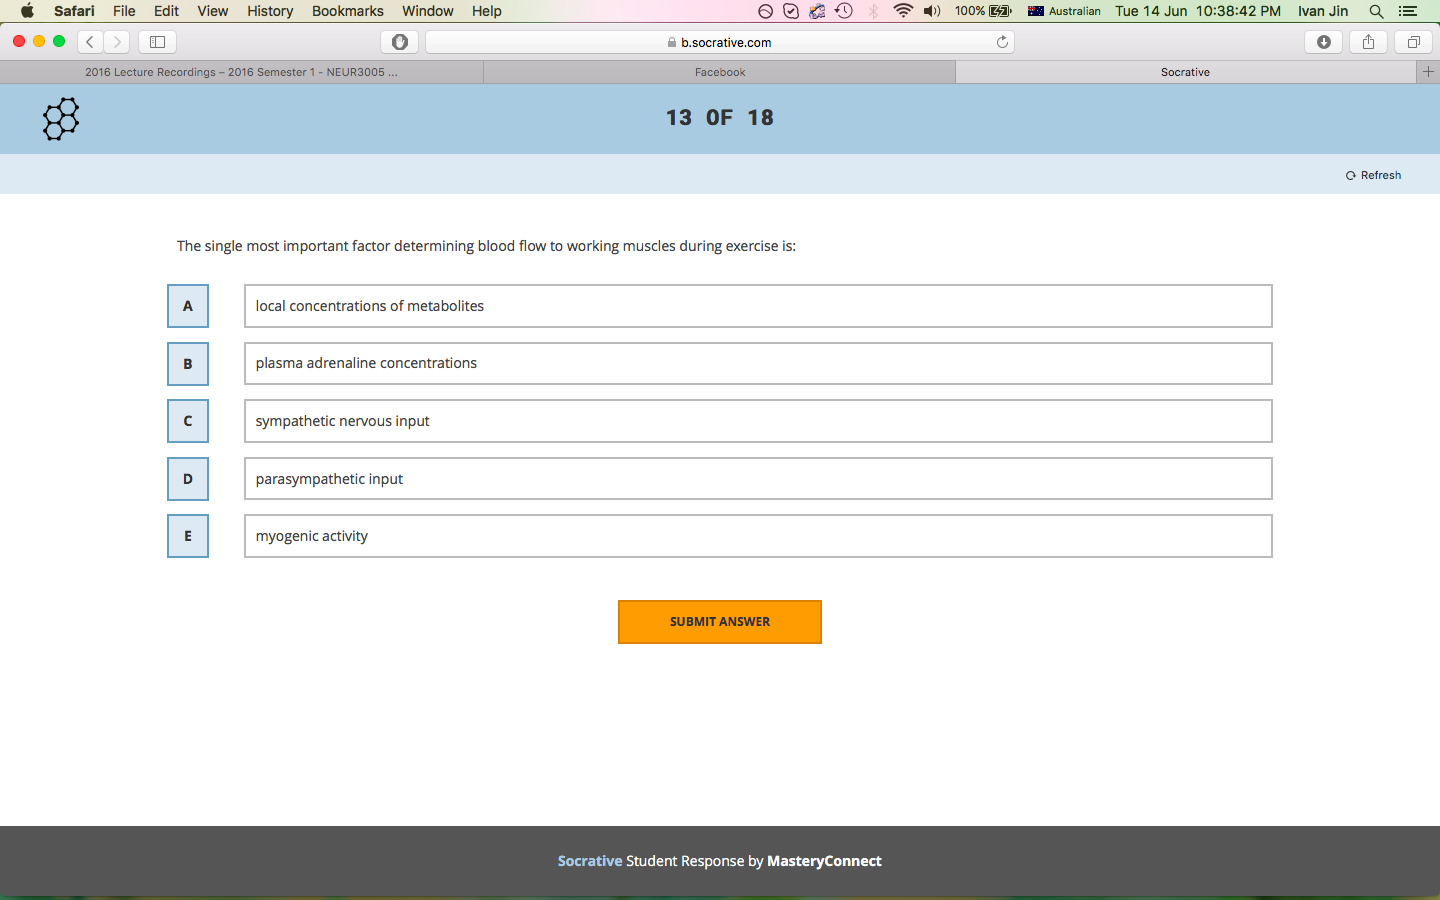 Safari File Edit View History Bookmarks Window Help 100% Australian Tue 14 Jun 10:38:42 PM Ivan Jin
b.socrative.com
2016 Lecture Recordings – 2016 Semester 1 - NEUR3005 ... Facebook Socrative
13 OF 18
Refresh
The single most important factor determining blood flow to working muscles during exercise is:
A local concentrations of metabolites
B plasma adrenaline concentrations
C sympathetic nervous input
D parasympathetic input
E myogenic activity
SUBMIT ANSWER
Socrative Student Response by MasteryConnect